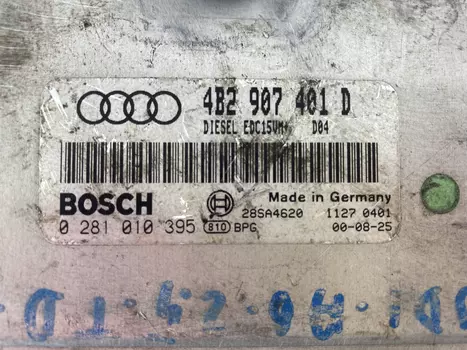 4B2 907 401 D
DIESEL EDC15VM+ D04
BOSCH
Made in Germany
28SA4620 1127 0401
0 281 010 395 810 BPG 00-08-25